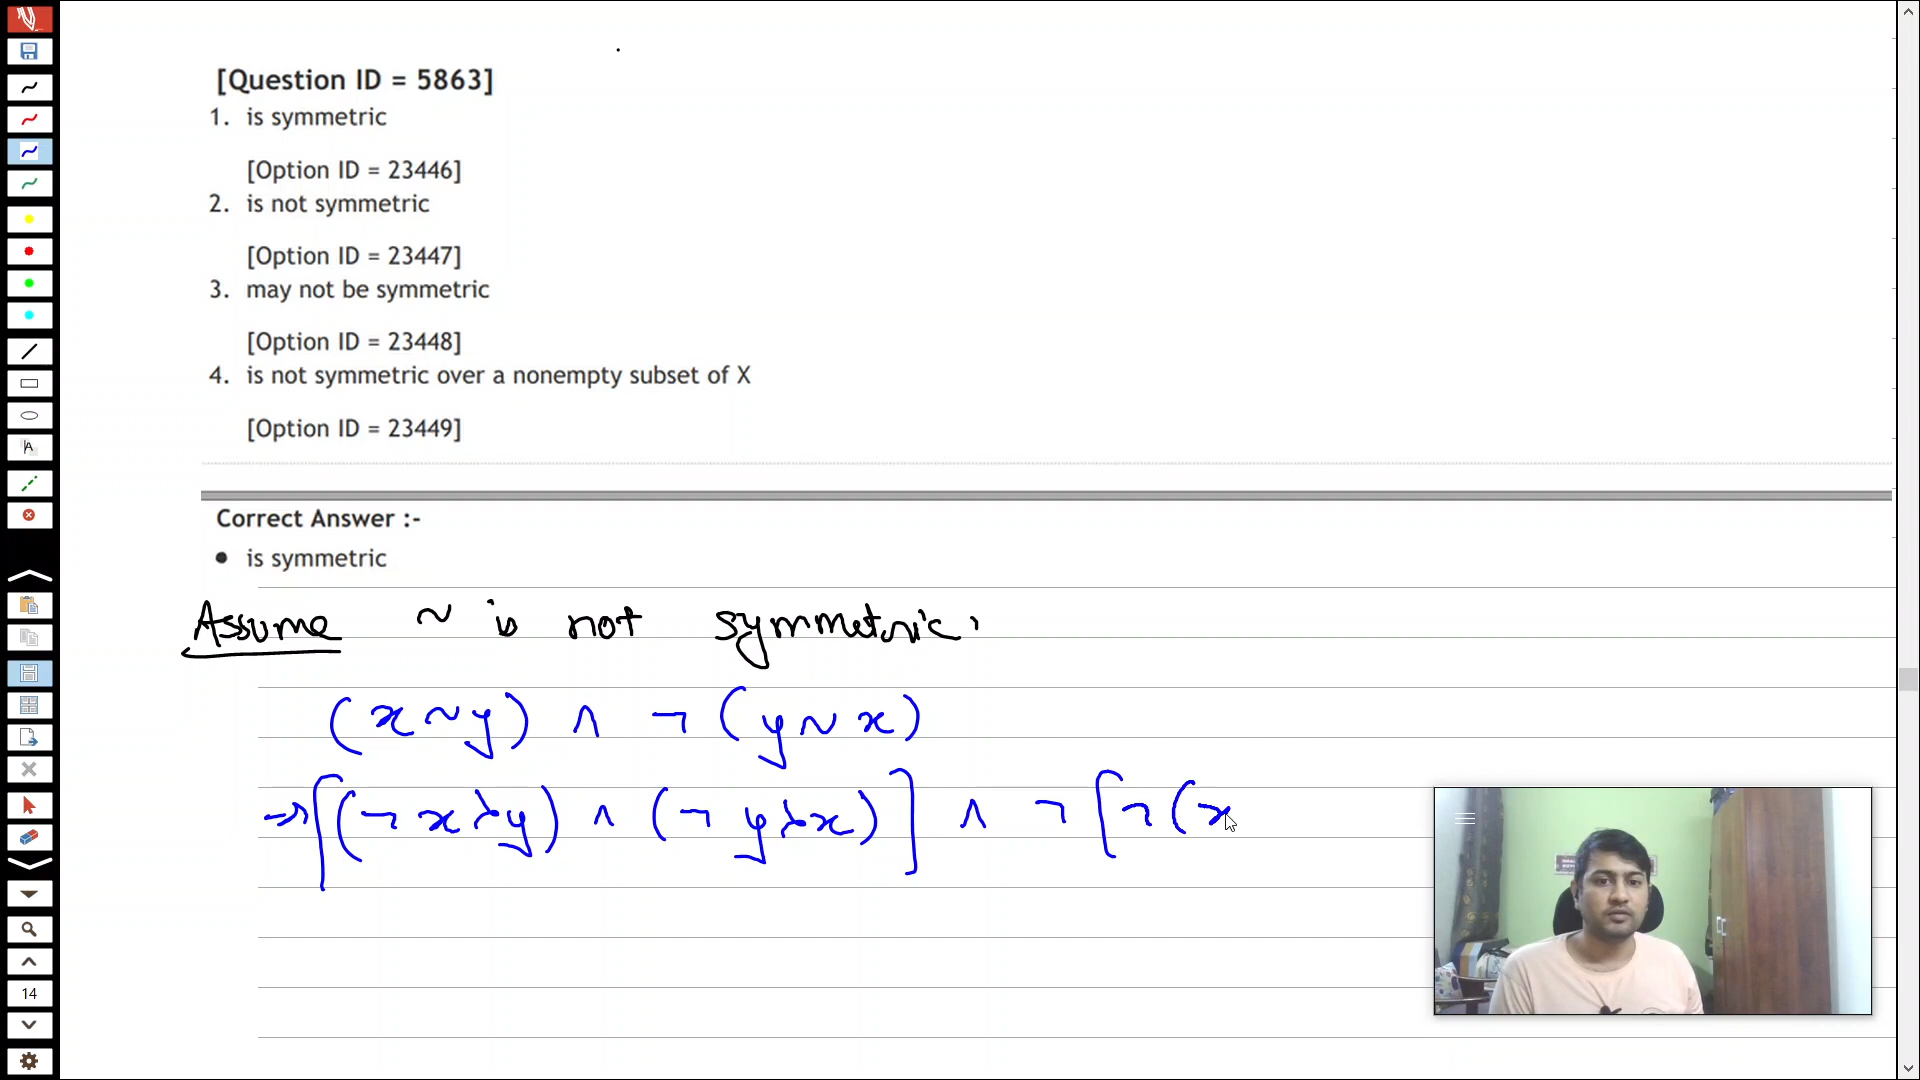 [Question ID = 5863]
1. is symmetric
[Option ID = 23446]
2. is not symmetric
[Option ID = 23447]
3. may not be symmetric
[Option ID = 23448]
4. is not symmetric over a nonempty subset of X
[Option ID = 23449]
Correct Answer :-
• is symmetric
Assume ~ is not symmetric.
(x ~ y) ∧ ¬ (y ~ x)
→ [(¬ x ≻ y) ∧ (¬ y ≻ x)] ∧ ¬ [¬ (x
14